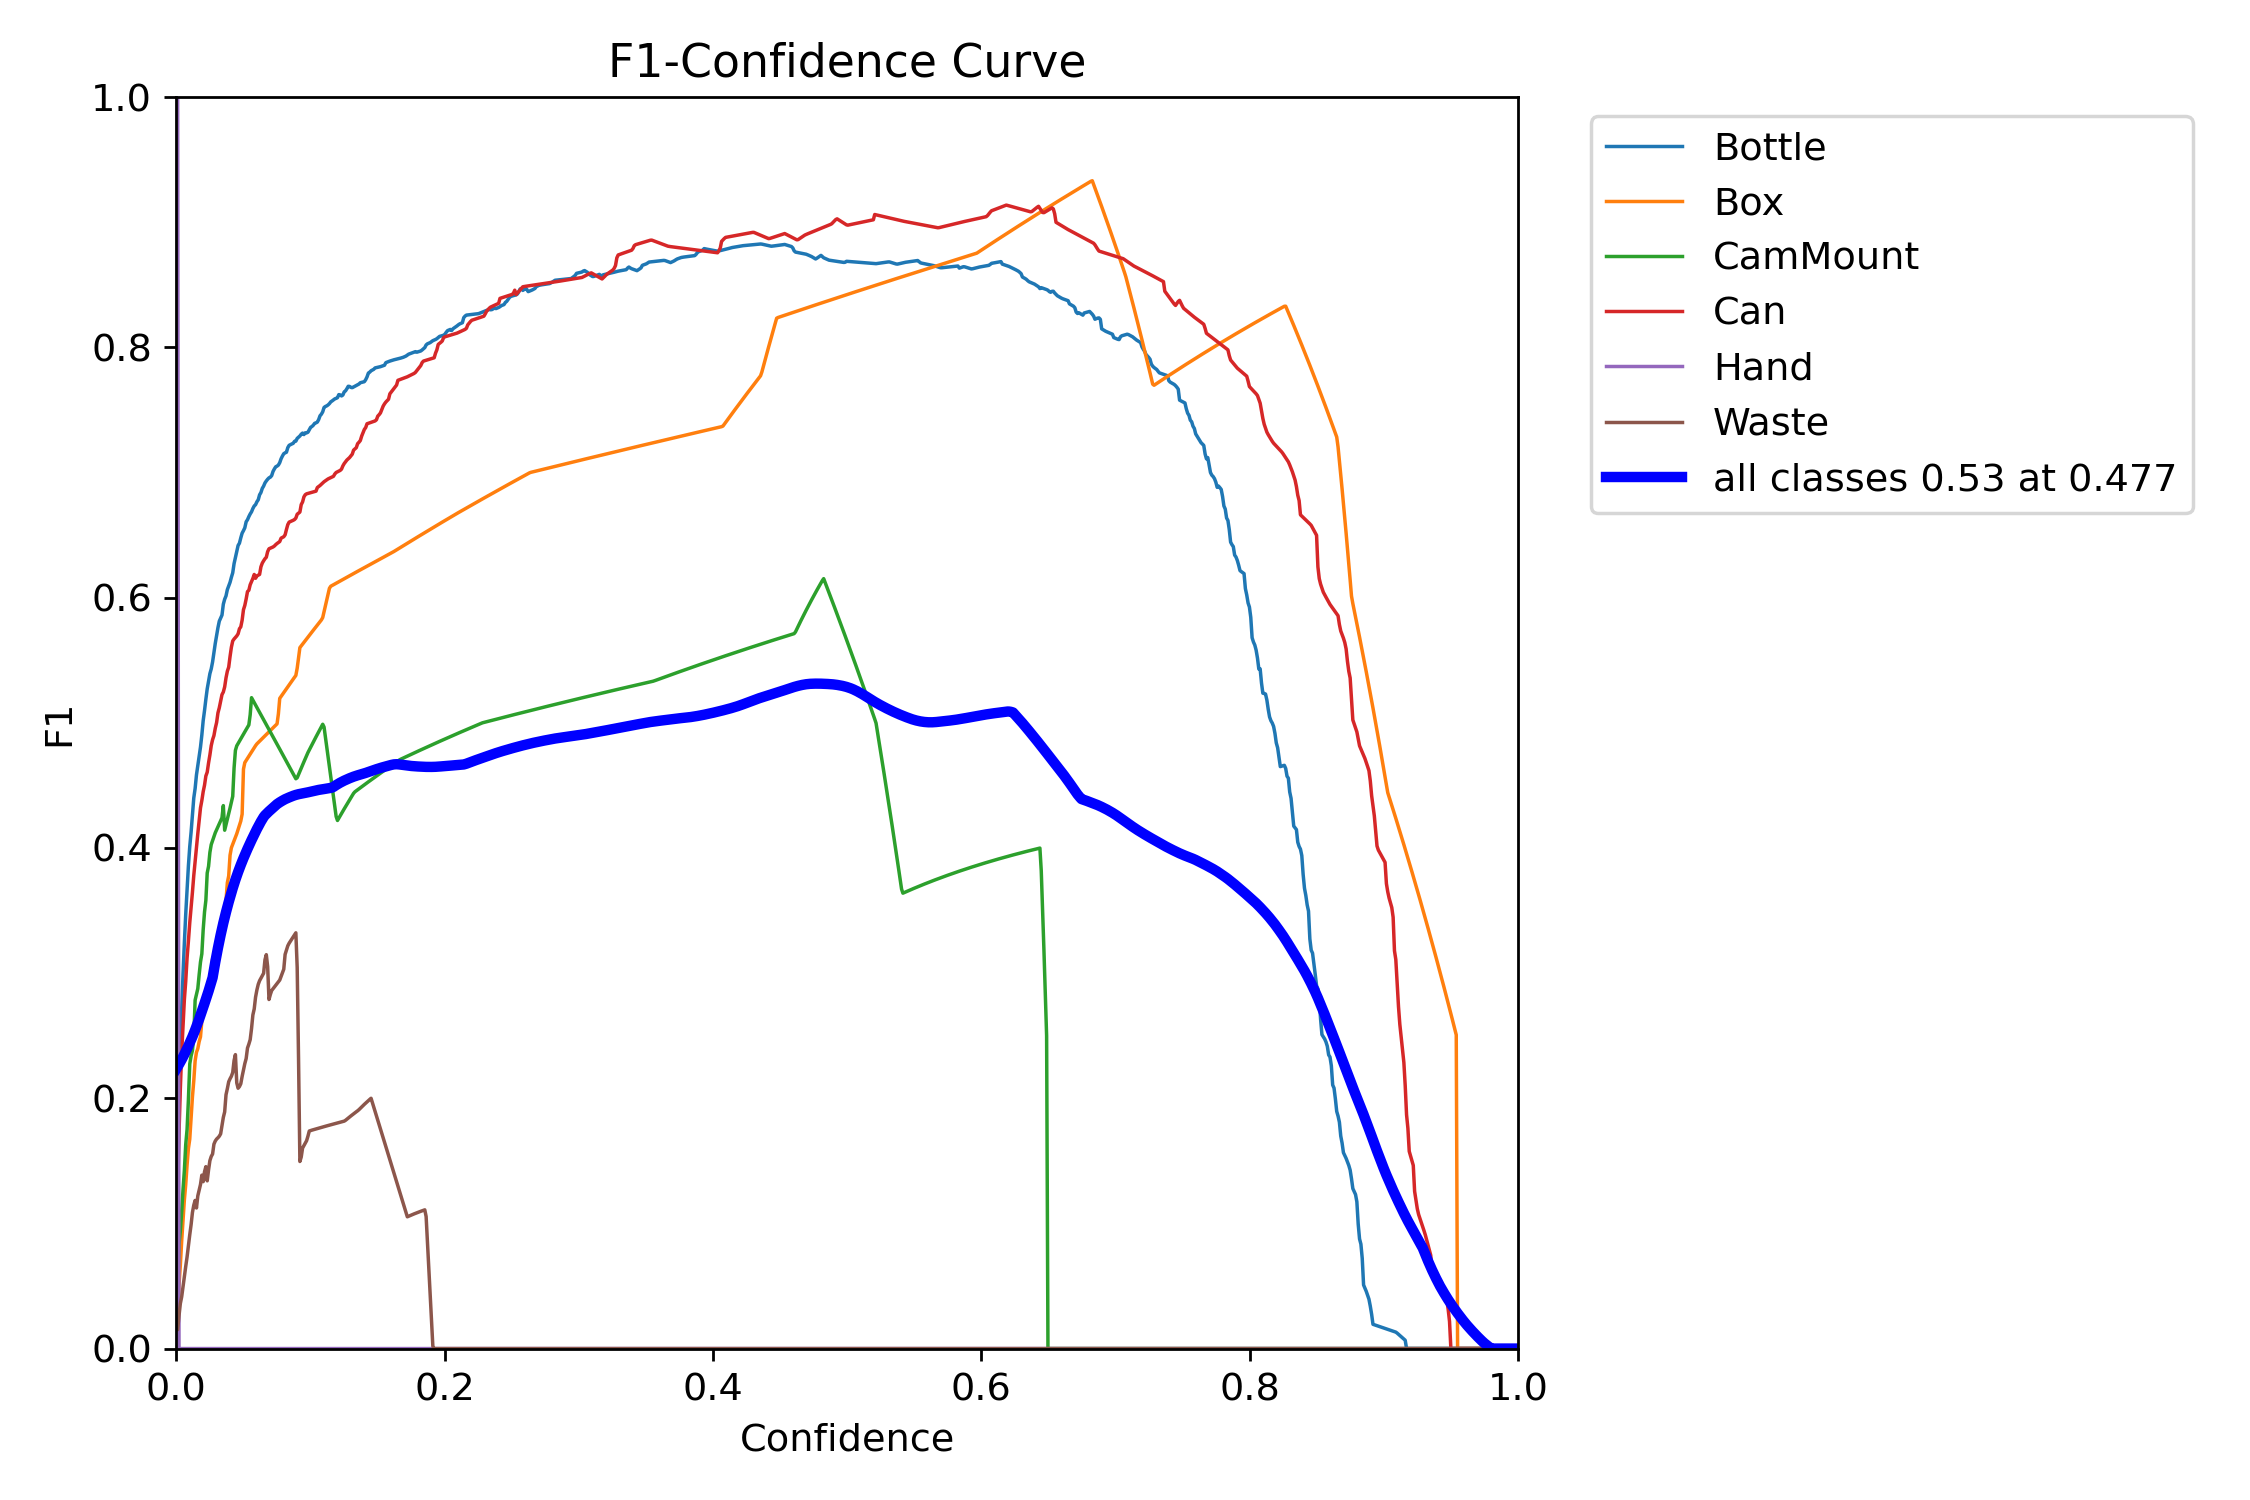 F1-Confidence Curve
1.0
0.8
0.6
0.4
0.2
0.0
F1
0.0 0.2 0.4 0.6 0.8 1.0
Confidence
Bottle
Box
CamMount
Can
Hand
Waste
all classes 0.53 at 0.477